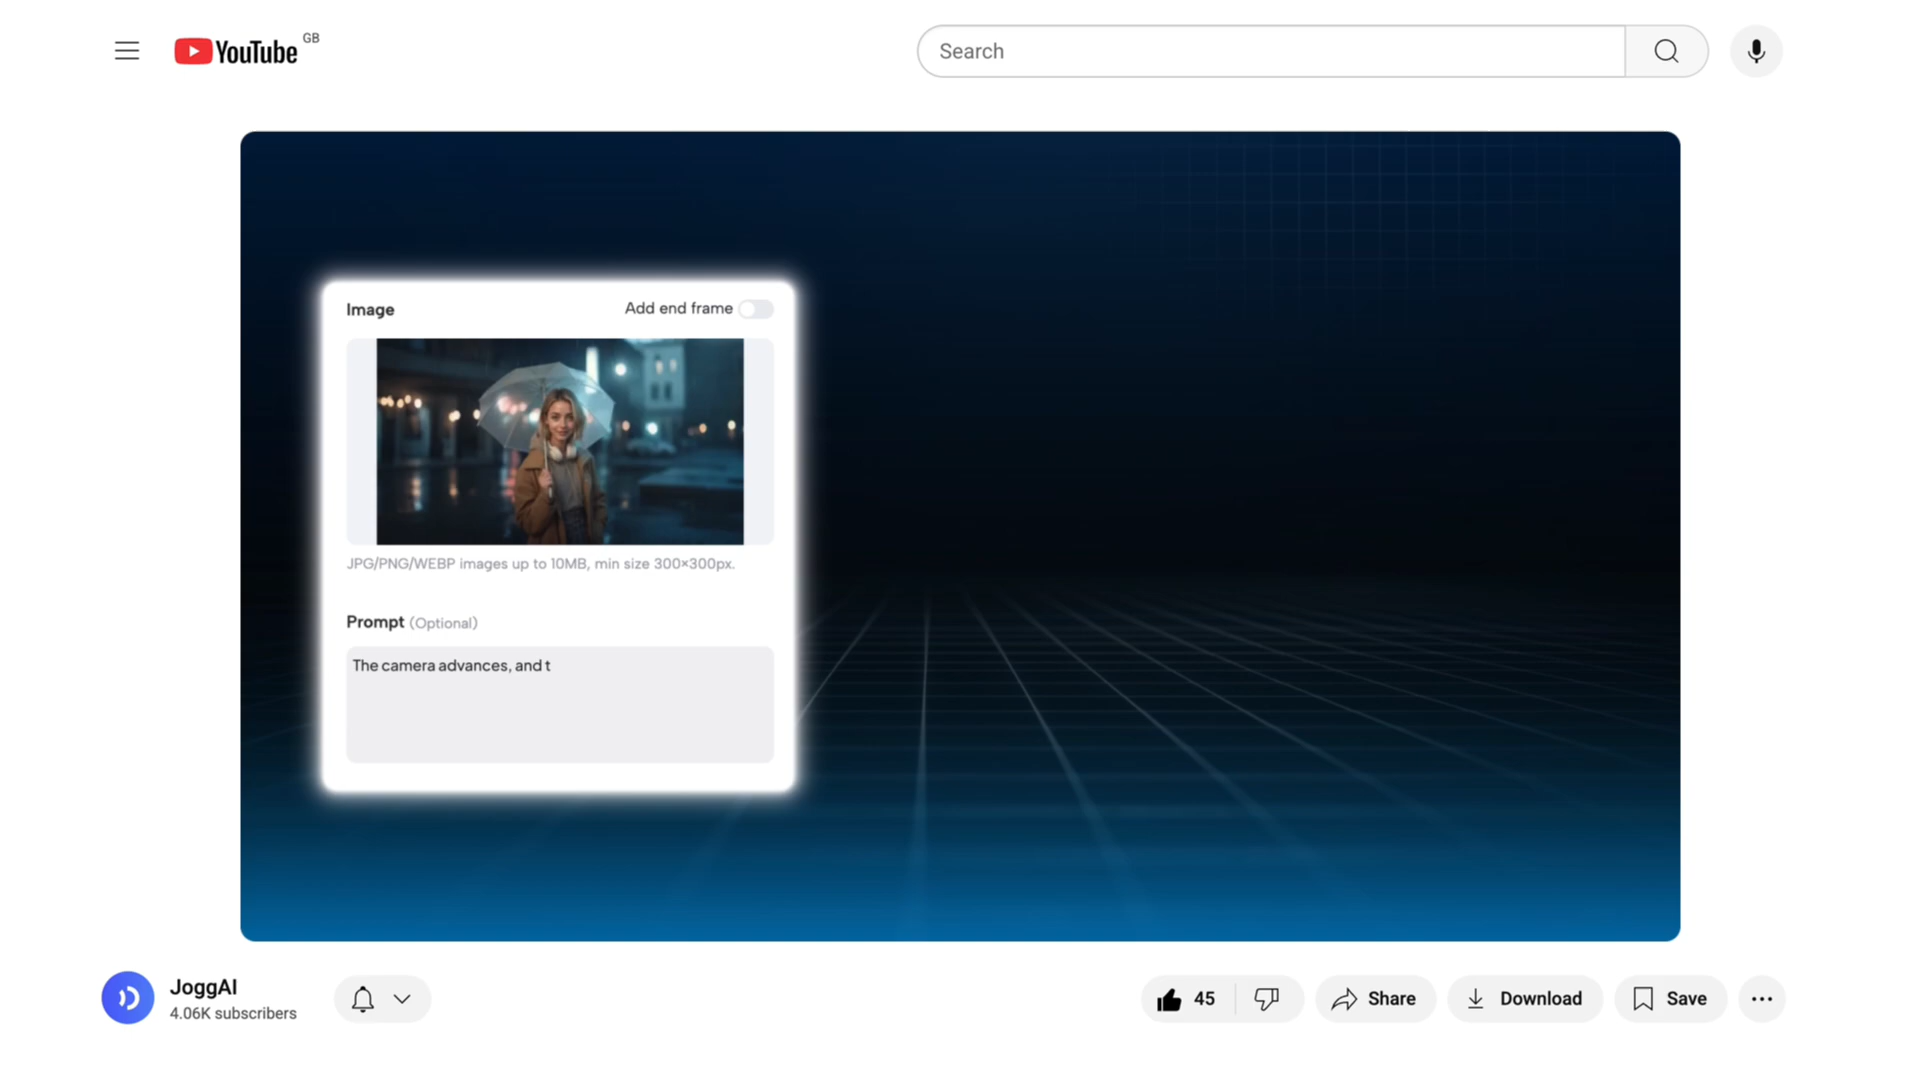 YouTube GB
Search
Image
Add end frame
JPG/PNG/WEBP images up to 10MB, min size 300×300px.
Prompt (Optional)
The camera advances, and t
JoggAI
4.06K subscribers
45
Share
Download
Save